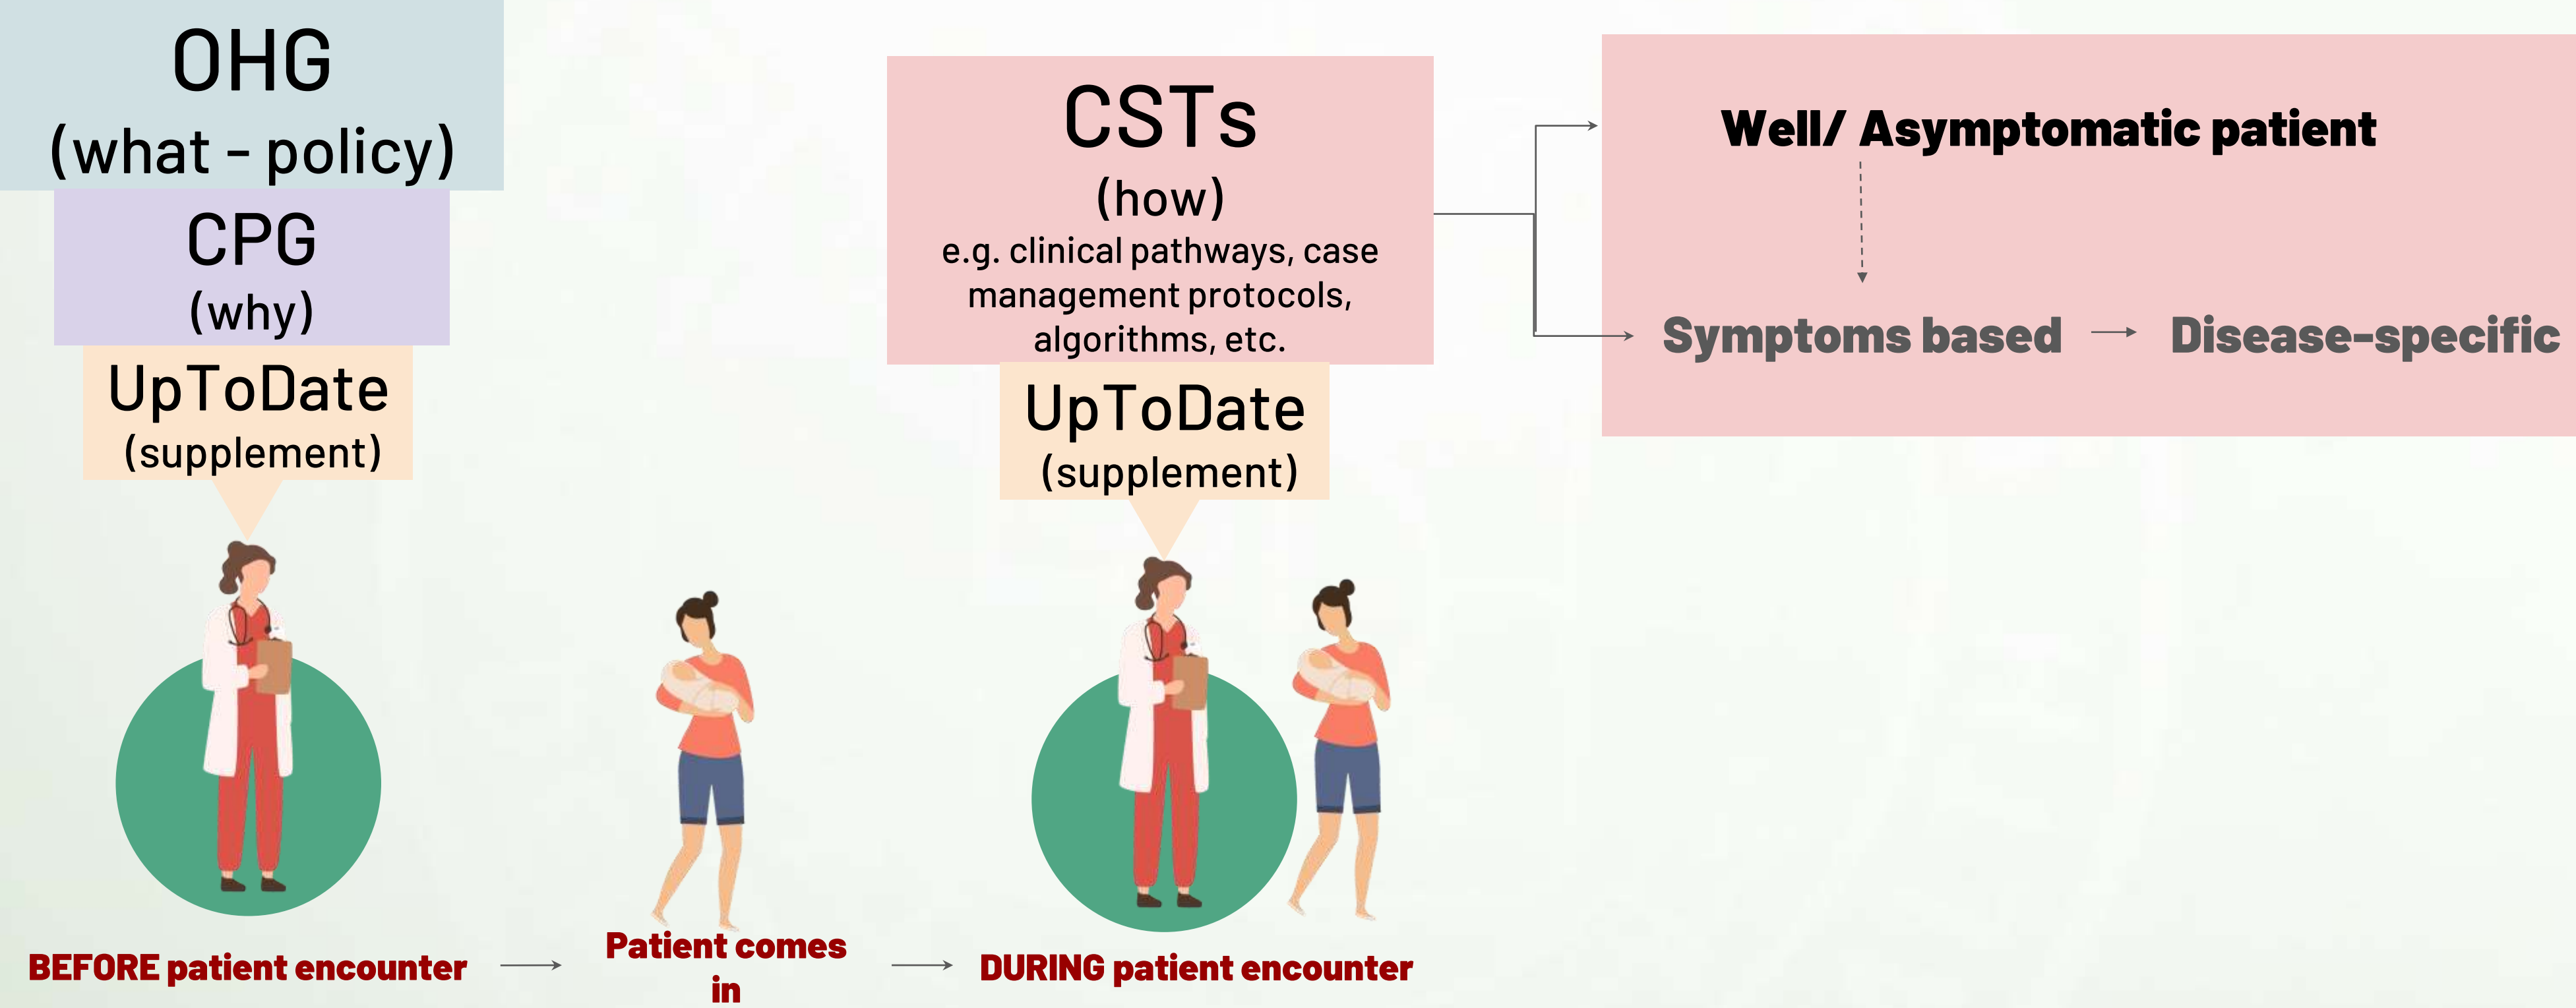 OHG
(what - policy)
CPG
(why)
UpToDate
(supplement)
BEFORE patient encounter
Patient comes
in
CSTs
(how)
e.g. clinical pathways, case
management protocols,
algorithms, etc.
UpToDate
(supplement)
DURING patient encounter
Well/ Asymptomatic patient
Symptoms based
Disease-specific